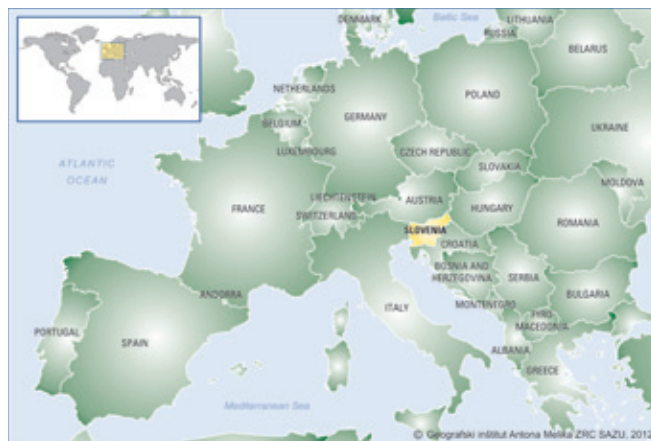 DENMARK
Baltic Sea
LITHUANIA
RUSSIA
BELARUS
NETHERLANDS
POLAND
GERMANY
BELGIUM
UKRAINE
LUXEMBOURG
CZECH REPUBLIC
ATLANTIC
OCEAN
SLOVAKIA
MOLDOVA
LIECHTENSTEIN
AUSTRIA
FRANCE
SWITZERLAND
HUNGARY
ROMANIA
SLOVENIA
CROATIA
BOSNIA AND
HERZEGOVINA
SERBIA
ANDORRA
ITALY
MONTENEGRO
BULGARIA
FYRO
MACEDONIA
PORTUGAL
SPAIN
ALBANIA
GREECE
Mediterranean Sea
© Geografski inštitut Antona Melika ZRC SAZU, 2012